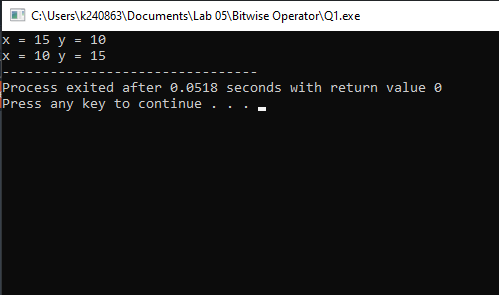 C:\Users\k240863\Documents\Lab 05\Bitwise Operator\Q1.exe
x = 15 y = 10
x = 10 y = 15
--------------------------------
Process exited after 0.0518 seconds with return value 0
Press any key to continue . . .